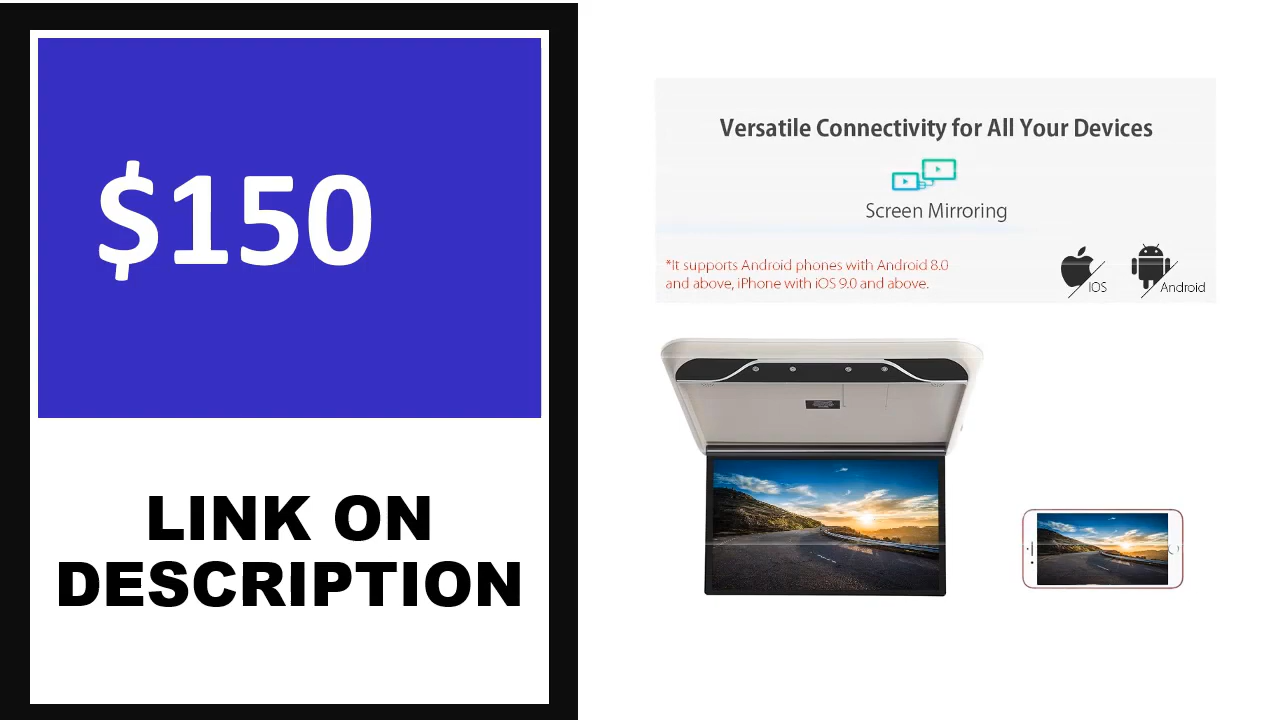 $150
LINK ON
DESCRIPTION
Versatile Connectivity for All Your Devices
Screen Mirroring
*It supports Android phones with Android 8.0
and above, iPhone with iOS 9.0 and above.
IOS
Android